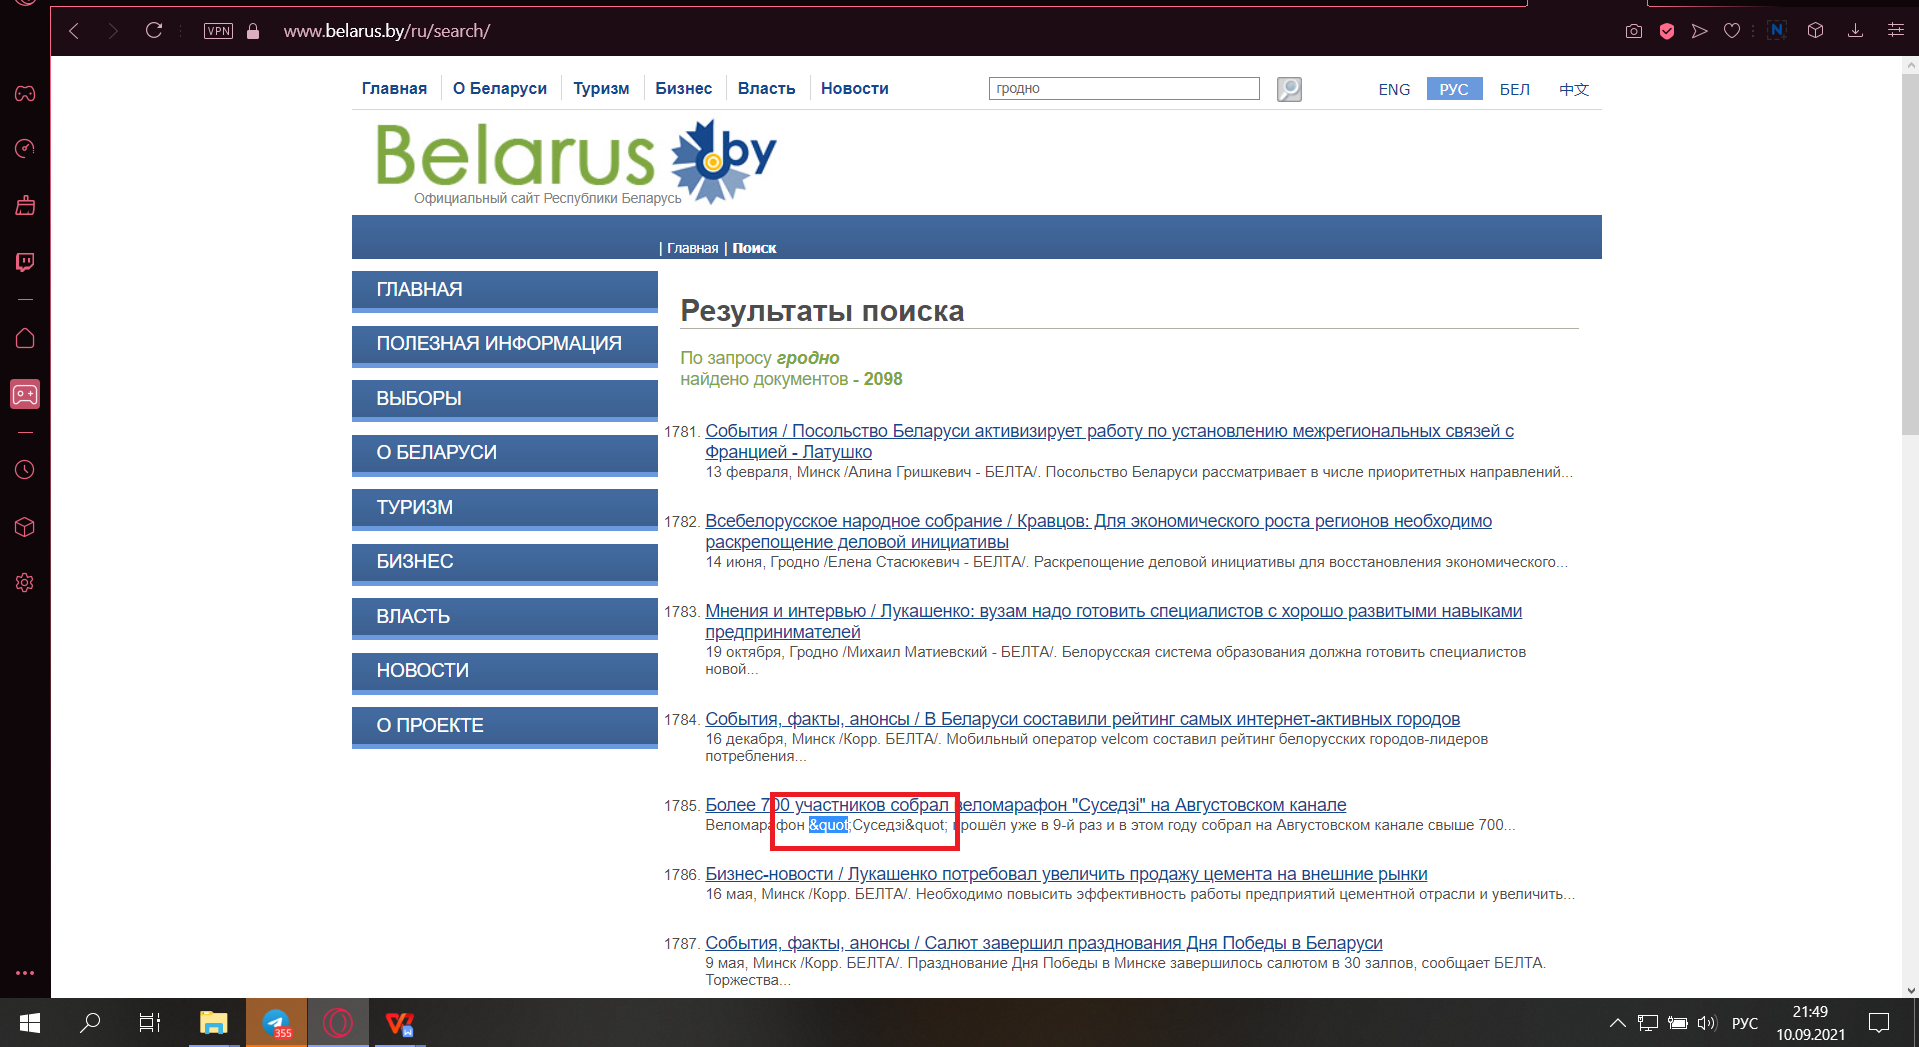 VPN
www.belarus.by/ru/search/
Главная
О Беларуси
Туризм
Бизнес
Власть
Новости
гродно
ENG
РУС
БЕЛ
中文
Belarus.by
Официальный сайт Республики Беларусь
| Главная | Поиск
ГЛАВНАЯ
ПОЛЕЗНАЯ ИНФОРМАЦИЯ
ВЫБОРЫ
О БЕЛАРУСИ
ТУРИЗМ
БИЗНЕС
ВЛАСТЬ
НОВОСТИ
О ПРОЕКТЕ
Результаты поиска
По запросу гродно
найдено документов - 2098
1781. События / Посольство Беларуси активизирует работу по установлению межрегиональных связей с
Францией - Латушко
13 февраля, Минск /Алина Гришкевич - БЕЛТА/. Посольство Беларуси рассматривает в числе приоритетных направлений...
1782. Всебелорусское народное собрание / Кравцов: Для экономического роста регионов необходимо
раскрепощение деловой инициативы
14 июня, Гродно /Елена Стасюкевич - БЕЛТА/. Раскрепощение деловой инициативы для восстановления экономического...
1783. Мнения и интервью / Лукашенко: вузам надо готовить специалистов с хорошо развитыми навыками
предпринимателей
19 октября, Гродно /Михаил Матиевский - БЕЛТА/. Белорусская система образования должна готовить специалистов
новой...
1784. События, факты, анонсы / В Беларуси составили рейтинг самых интернет-активных городов
16 декабря, Минск /Корр. БЕЛТА/. Мобильный оператор velcom составил рейтинг белорусских городов-лидеров
потребления...
1785. Более 700 участников собрал веломарафон "Суседзі" на Августовском канале
Веломарафон &quot;Суседзі&quot; прошёл уже в 9-й раз и в этом году собрал на Августовском канале свыше 700...
1786. Бизнес-новости / Лукашенко потребовал увеличить продажу цемента на внешние рынки
16 мая, Минск /Корр. БЕЛТА/. Необходимо повысить эффективность работы предприятий цементной отрасли и увеличить...
1787. События, факты, анонсы / Салют завершил празднования Дня Победы в Беларуси
9 мая, Минск /Корр. БЕЛТА/. Празднование Дня Победы в Минске завершилось салютом в 30 залпов, сообщает БЕЛТА.
Торжества...
355
РУС
21:49
10.09.2021